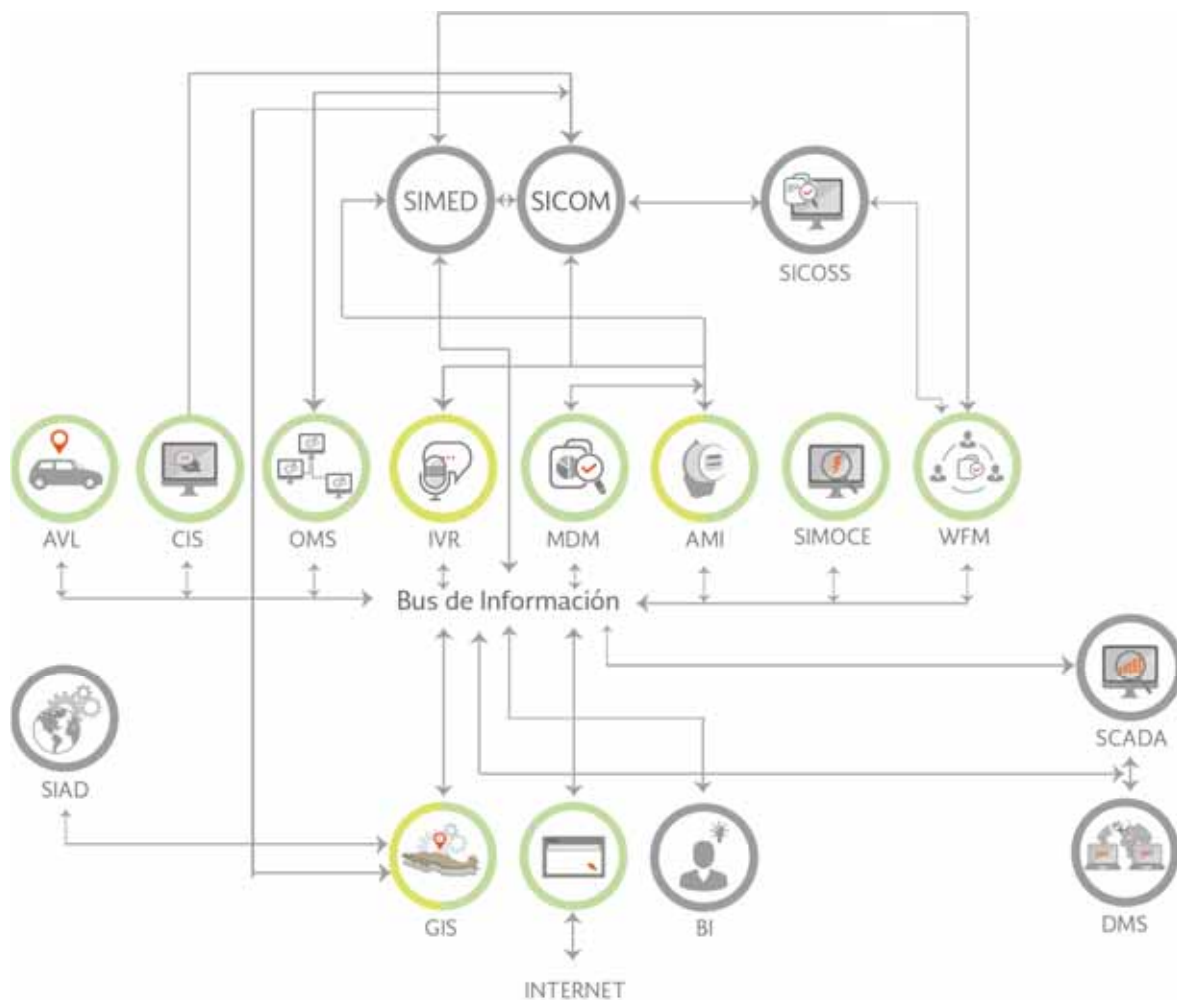 SIMED
SICOM
SICOSS
AVL
CIS
OMS
IVR
MDM
AMI
SIMOCE
WFM
Bus de Información
SIAD
SCADA
GIS
BI
DMS
INTERNET